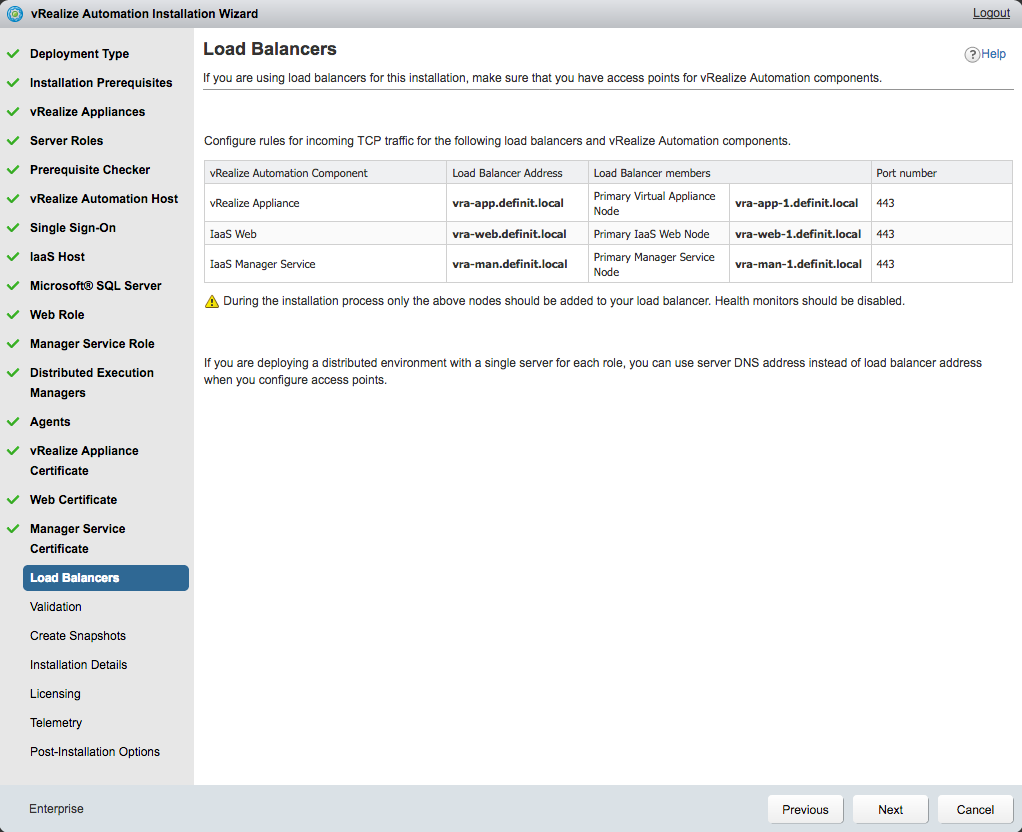 vRealize Automation Installation Wizard
Logout
Deployment Type
Installation Prerequisites
vRealize Appliances
Server Roles
Prerequisite Checker
vRealize Automation Host
Single Sign-On
IaaS Host
Microsoft® SQL Server
Web Role
Manager Service Role
Distributed Execution
Managers
Agents
vRealize Appliance
Certificate
Web Certificate
Manager Service
Certificate
Load Balancers
Validation
Create Snapshots
Installation Details
Licensing
Telemetry
Post-Installation Options
Load Balancers
?Help
If you are using load balancers for this installation, make sure that you have access points for vRealize Automation components.
Configure rules for incoming TCP traffic for the following load balancers and vRealize Automation components.
vRealize Automation Component Load Balancer Address Load Balancer members Port number
vRealize Appliance vra-app.definit.local Primary Virtual Appliance Node vra-app-1.definit.local 443
IaaS Web vra-web.definit.local Primary IaaS Web Node vra-web-1.definit.local 443
IaaS Manager Service vra-man.definit.local Primary Manager Service Node vra-man-1.definit.local 443
During the installation process only the above nodes should be added to your load balancer. Health monitors should be disabled.
If you are deploying a distributed environment with a single server for each role, you can use server DNS address instead of load balancer address
when you configure access points.
Enterprise
Previous Next Cancel